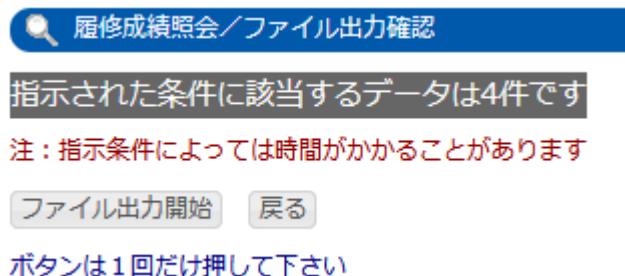 履修成績照会／ファイル出力確認
指示された条件に該当するデータは4件です
注：指示条件によっては時間がかかることがあります
ファイル出力開始 戻る
ボタンは１回だけ押して下さい